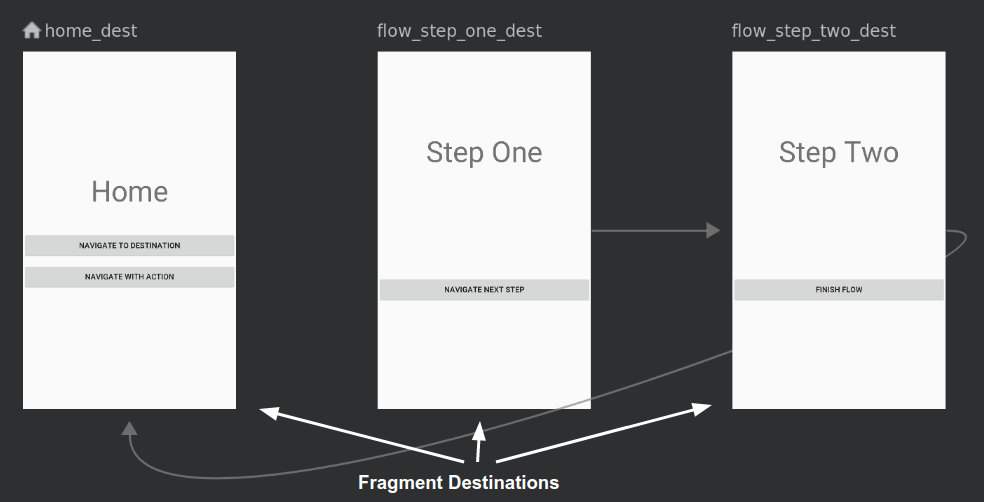 home_dest
flow_step_one_dest
flow_step_two_dest
Home
NAVIGATE TO DESTINATION
NAVIGATE WITH ACTION
Step One
NAVIGATE NEXT STEP
Step Two
FINISH FLOW
Fragment Destinations